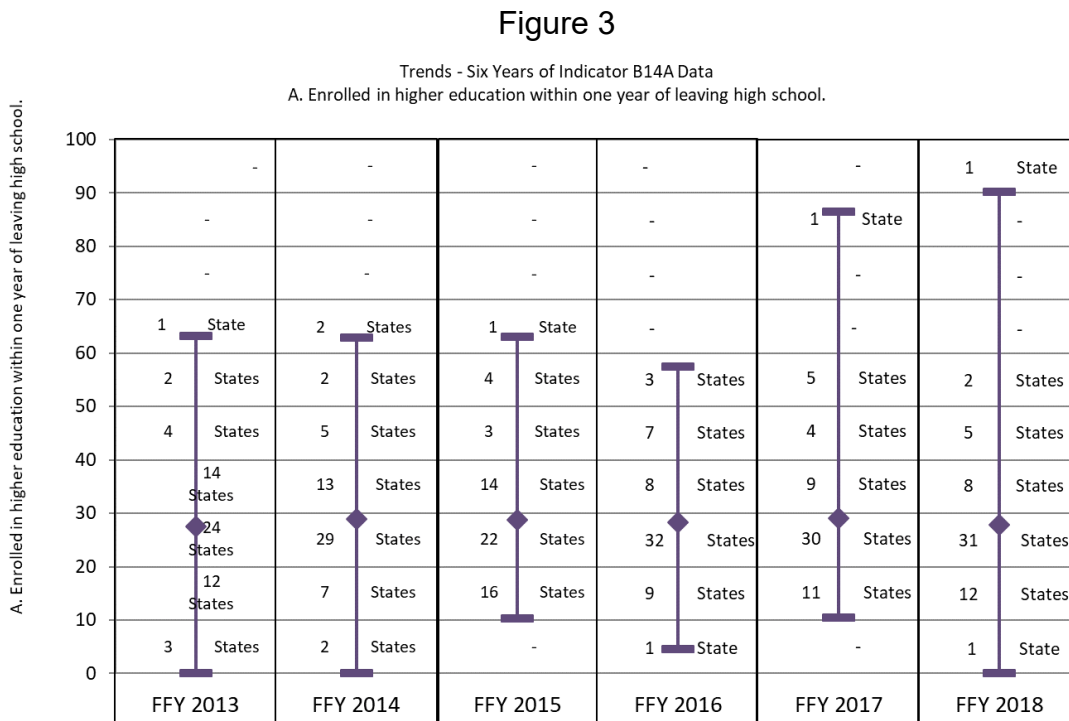 Figure 3
Trends - Six Years of Indicator B14A Data
A. Enrolled in higher education within one year of leaving high school.
A. Enrolled in higher education within one year of leaving high school.
100
- - - - - 1 State
90
- - - - 1 State -
80
- - - - - -
70
1 State 2 States 1 State - - -
60
2 States 2 States 4 States 3 States 5 States 2 States
50
4 States 5 States 3 States 7 States 4 States 5 States
40
14 States 13 States 14 States 8 States 9 States 8 States
30
24 States 29 States 22 States 32 States 30 States 31 States
20
12 States 7 States 16 States 9 States 11 States 12 States
10
3 States 2 States - 1 State - 1 State
0
FFY 2013 FFY 2014 FFY 2015 FFY 2016 FFY 2017 FFY 2018